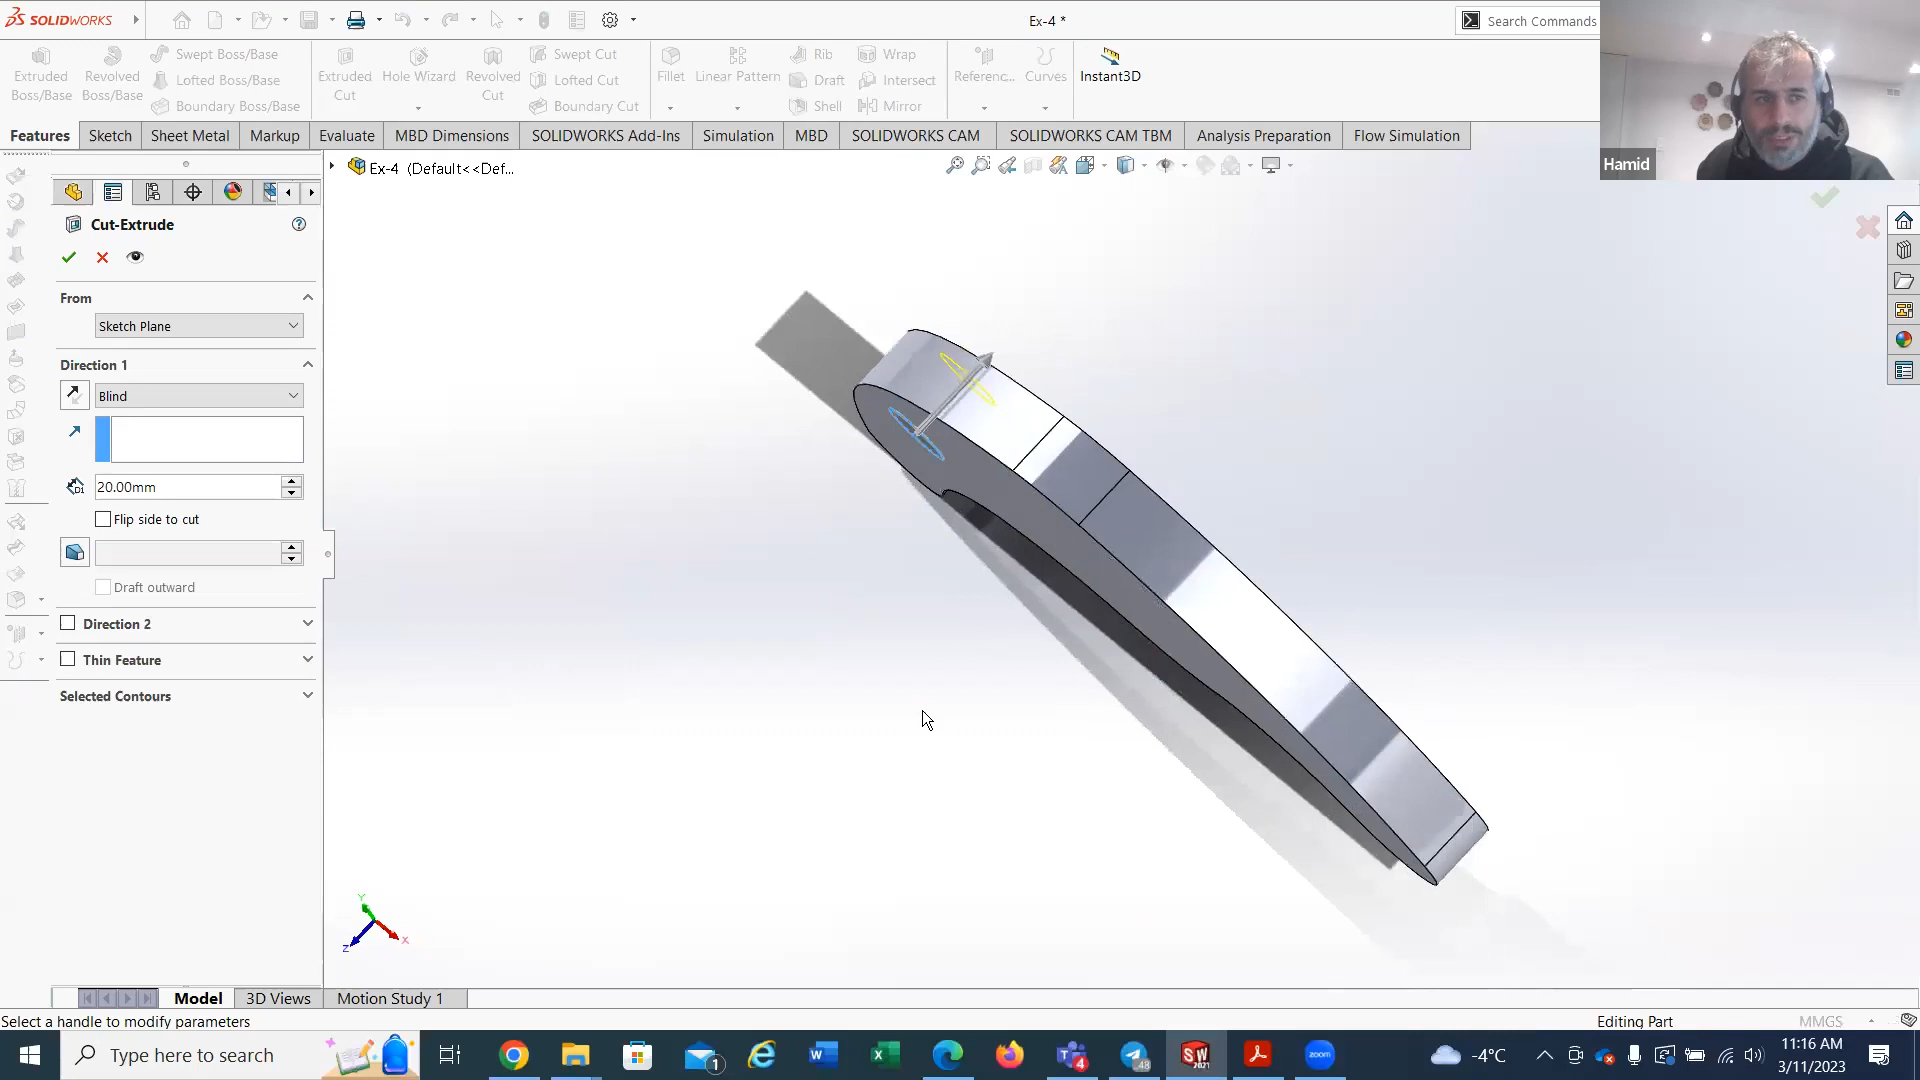 SOLIDWORKS
Ex-4 *
Search Commands
Extruded Boss/Base
Revolved Boss/Base
Swept Boss/Base
Lofted Boss/Base
Boundary Boss/Base
Extruded Cut
Hole Wizard
Revolved Cut
Swept Cut
Lofted Cut
Boundary Cut
Fillet
Linear Pattern
Rib
Draft
Shell
Wrap
Intersect
Mirror
Referenc...
Curves
Instant3D
Features
Sketch
Sheet Metal
Markup
Evaluate
MBD Dimensions
SOLIDWORKS Add-Ins
Simulation
MBD
SOLIDWORKS CAM
SOLIDWORKS CAM TBM
Analysis Preparation
Flow Simulation
Hamid
Ex-4 (Default<<Def...
Cut-Extrude
From
Sketch Plane
Direction 1
Blind
20.00mm
Flip side to cut
Draft outward
Direction 2
Thin Feature
Selected Contours
Y
X
Z
Model
3D Views
Motion Study 1
Select a handle to modify parameters
Editing Part
MMGS
Type here to search
1
4
48
SW
2021
zoom
-4°C
11:16 AM
3/11/2023